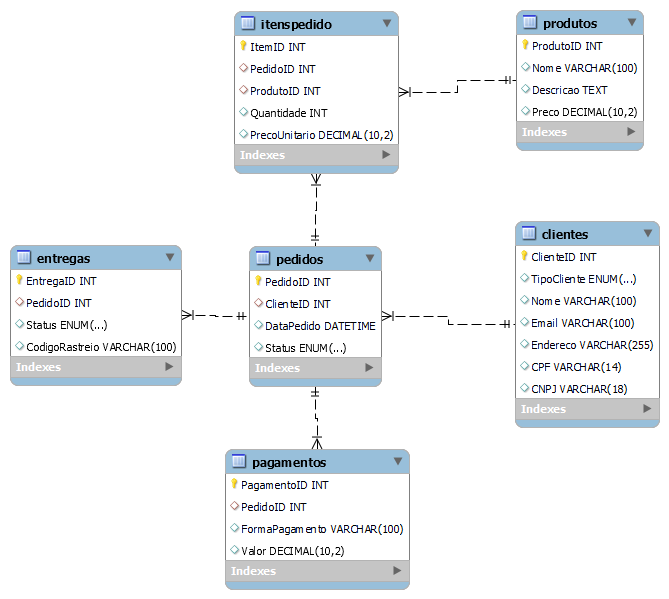 itenspedido
ItemID INT
PedidoID INT
ProdutoID INT
Quantidade INT
PrecoUnitario DECIMAL(10,2)
Indexes
produtos
ProdutoID INT
Nome VARCHAR(100)
Descricao TEXT
Preco DECIMAL(10,2)
Indexes
entregas
EntregaID INT
PedidoID INT
Status ENUM(...)
CodigoRastreio VARCHAR(100)
Indexes
pedidos
PedidoID INT
ClienteID INT
DataPedido DATETIME
Status ENUM(...)
Indexes
clientes
ClienteID INT
TipoCliente ENUM(...)
Nome VARCHAR(100)
Email VARCHAR(100)
Endereco VARCHAR(255)
CPF VARCHAR(14)
CNPJ VARCHAR(18)
Indexes
pagamentos
PagamentoID INT
PedidoID INT
FormaPagamento VARCHAR(100)
Valor DECIMAL(10,2)
Indexes